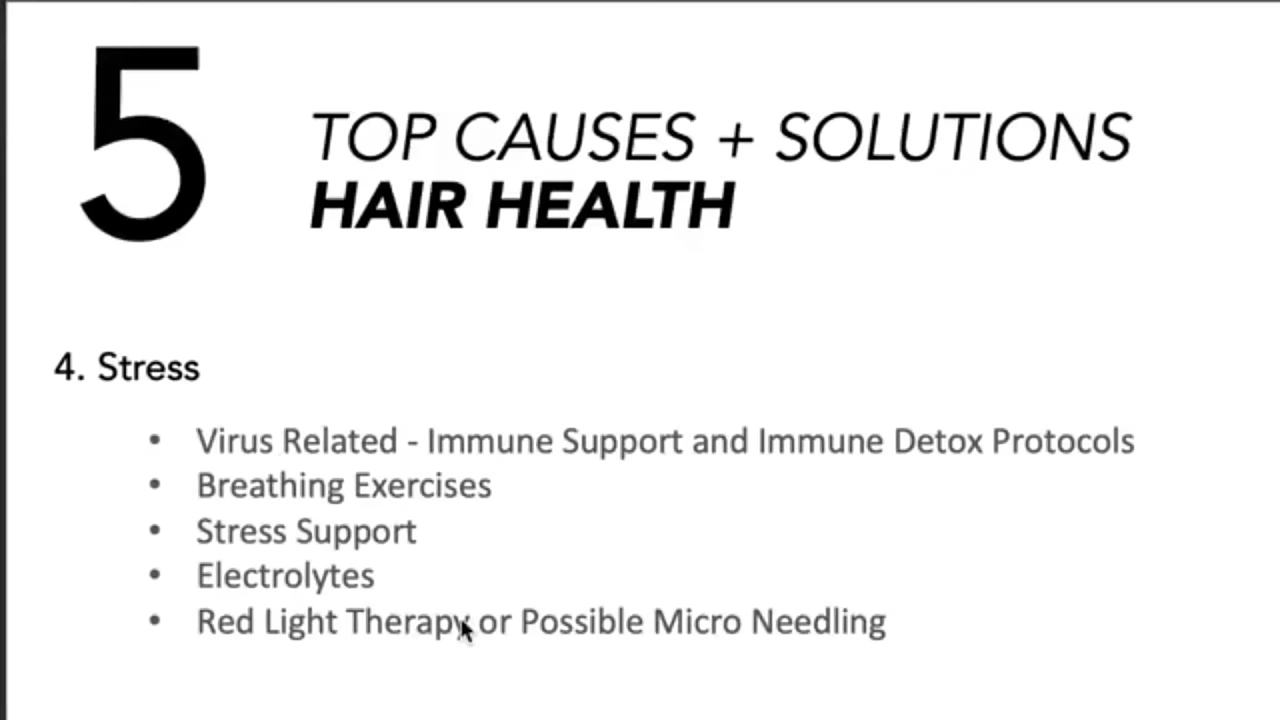 5
TOP CAUSES + SOLUTIONS
HAIR HEALTH
4. Stress
• Virus Related - Immune Support and Immune Detox Protocols
• Breathing Exercises
• Stress Support
• Electrolytes
• Red Light Therapy or Possible Micro Needling